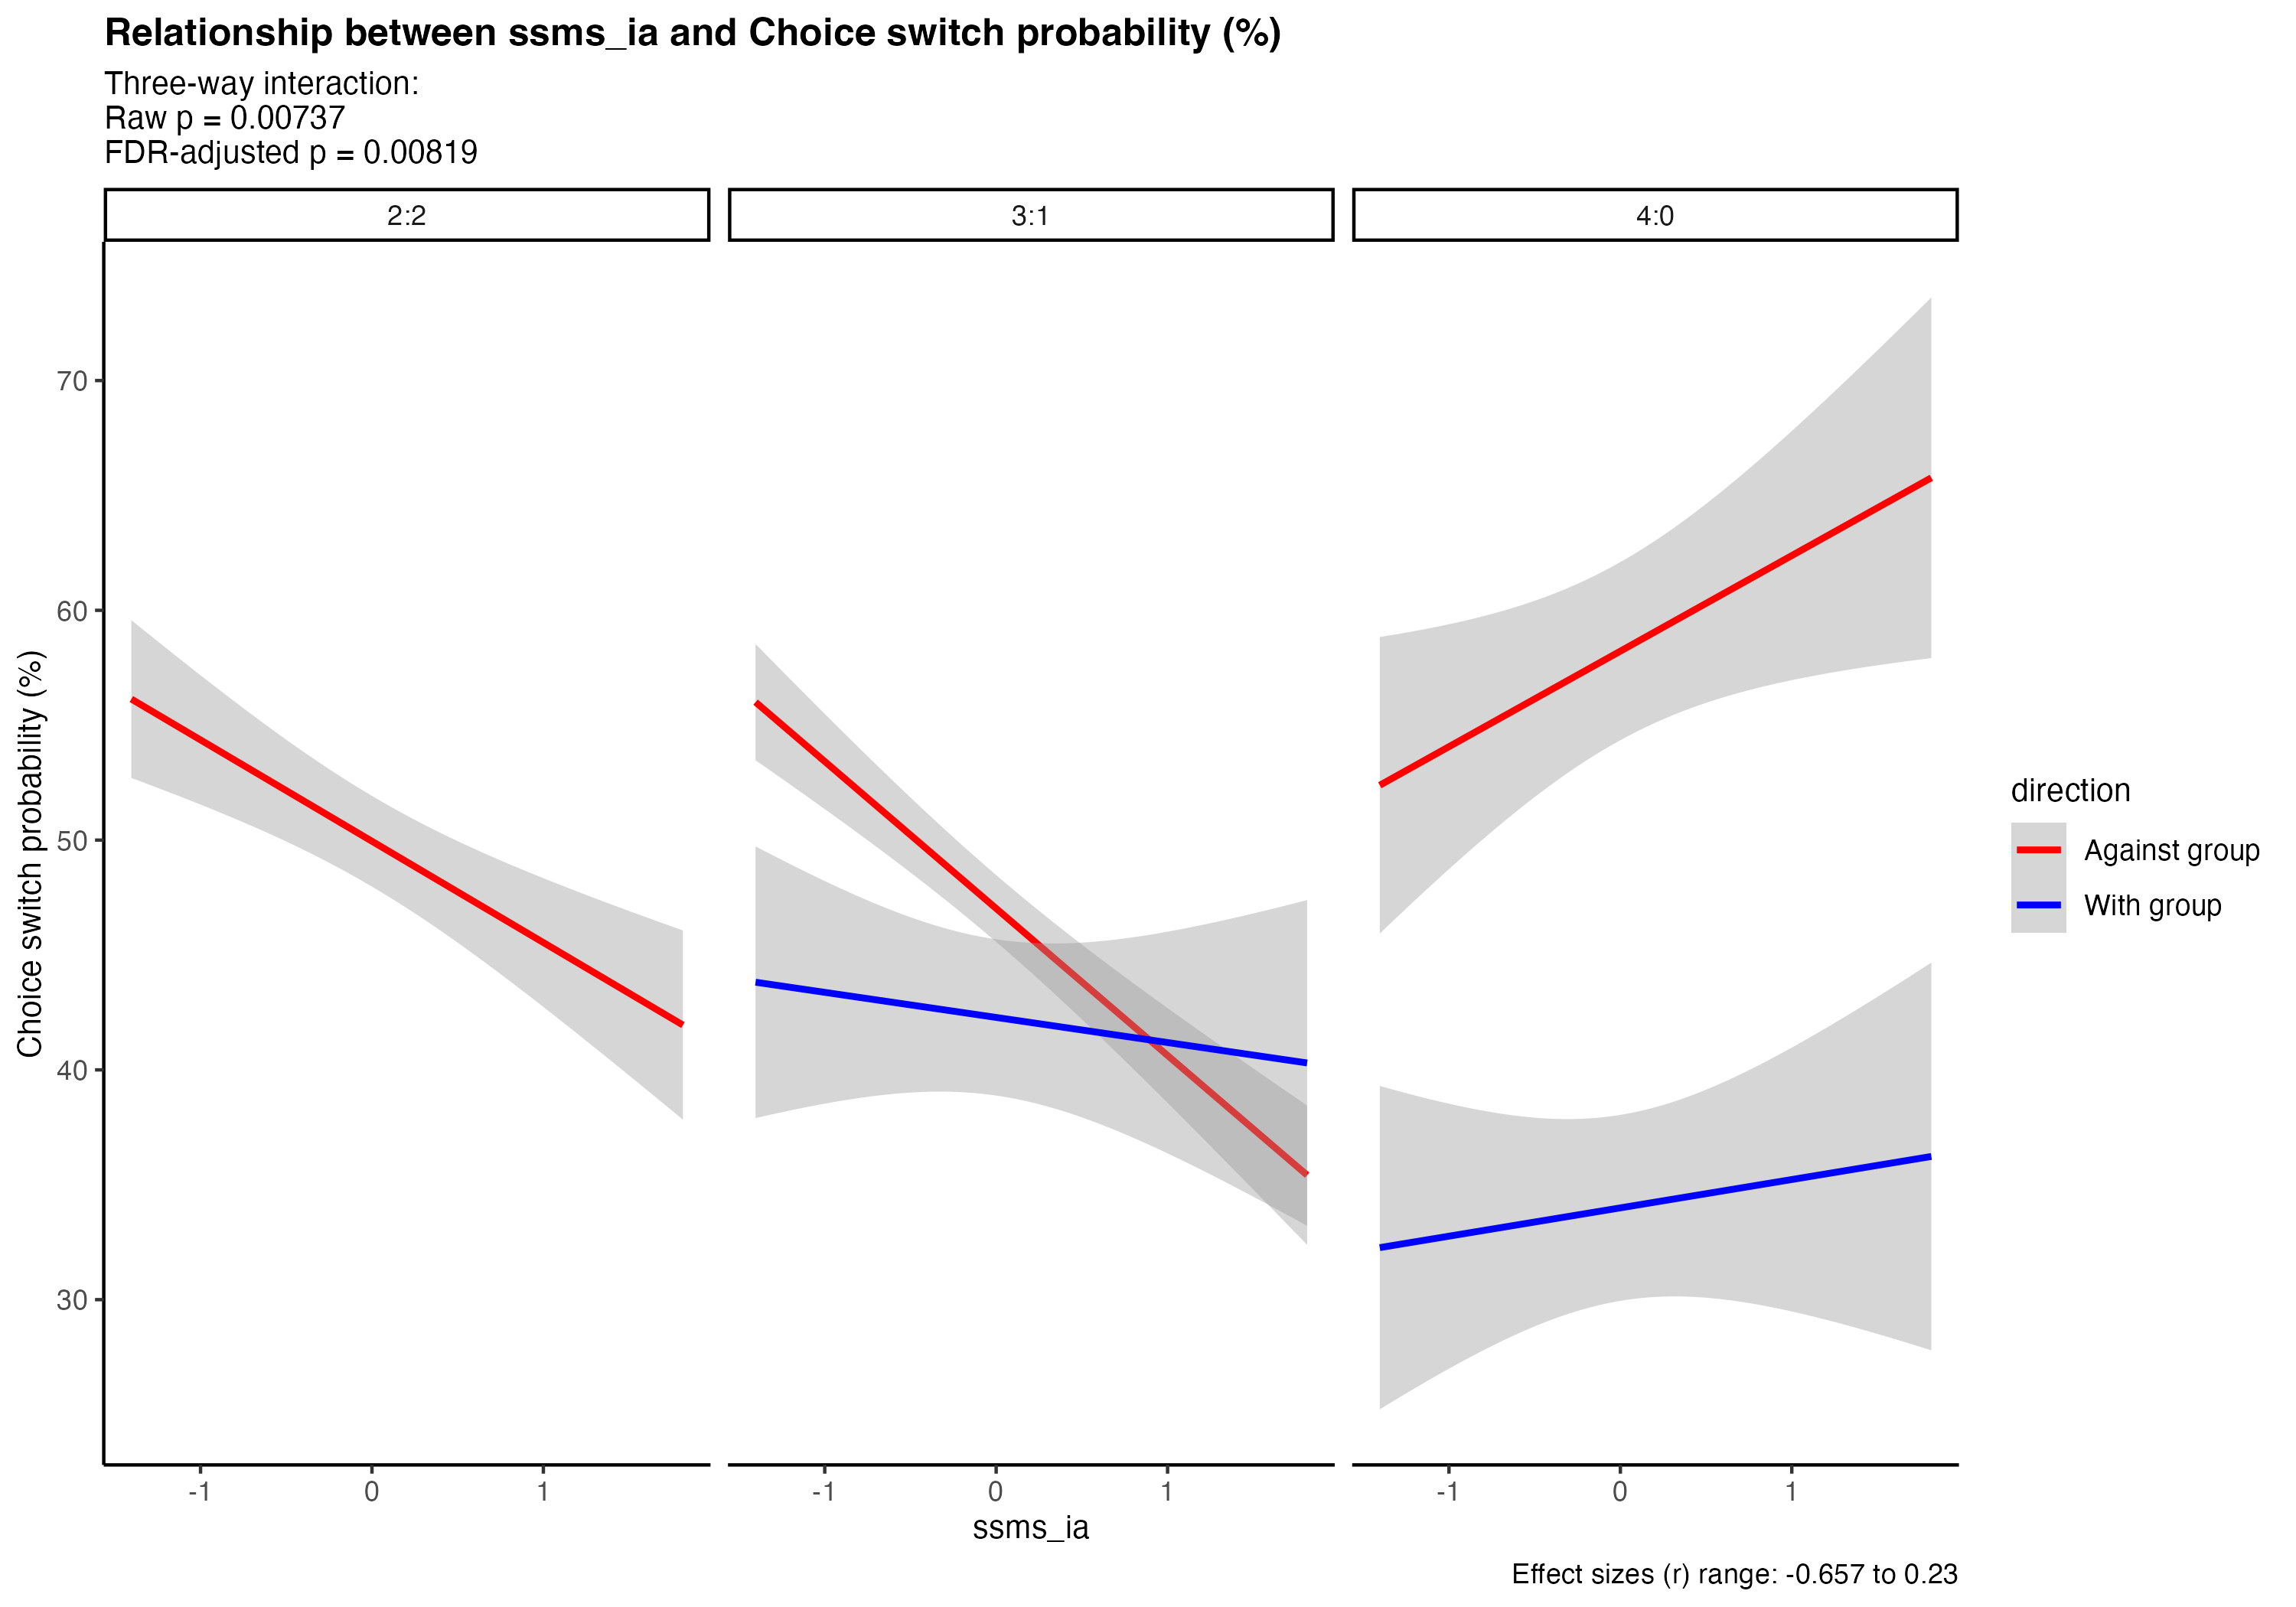 Relationship between ssms_ia and Choice switch probability (%)
Three-way interaction:
Raw p = 0.00737
FDR-adjusted p = 0.00819
2:2
3:1
4:0
Choice switch probability (%)
70
60
50
40
30
-1
0
1
-1
0
1
-1
0
1
ssms_ia
direction
Against group
With group
Effect sizes (r) range: -0.657 to 0.23